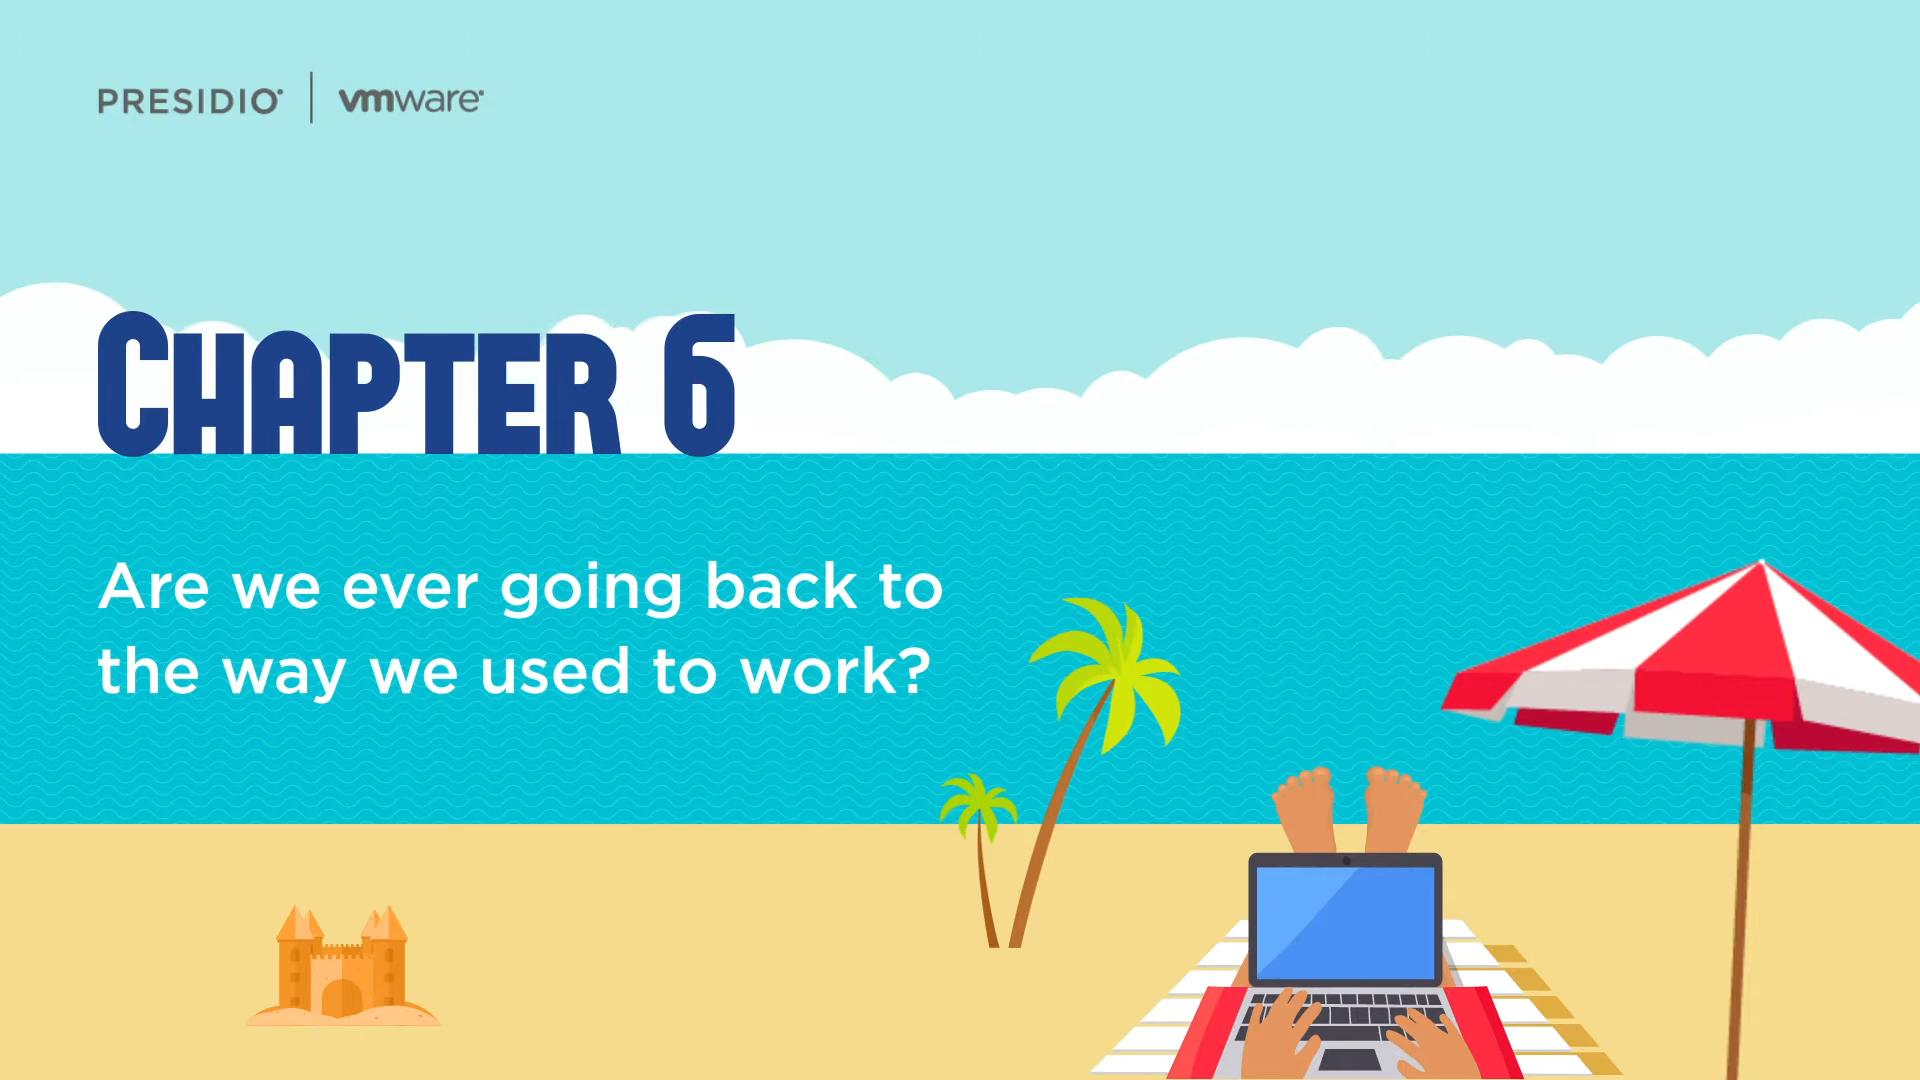 PRESIDIO | vmware
CHAPTER 6
Are we ever going back to
the way we used to work?